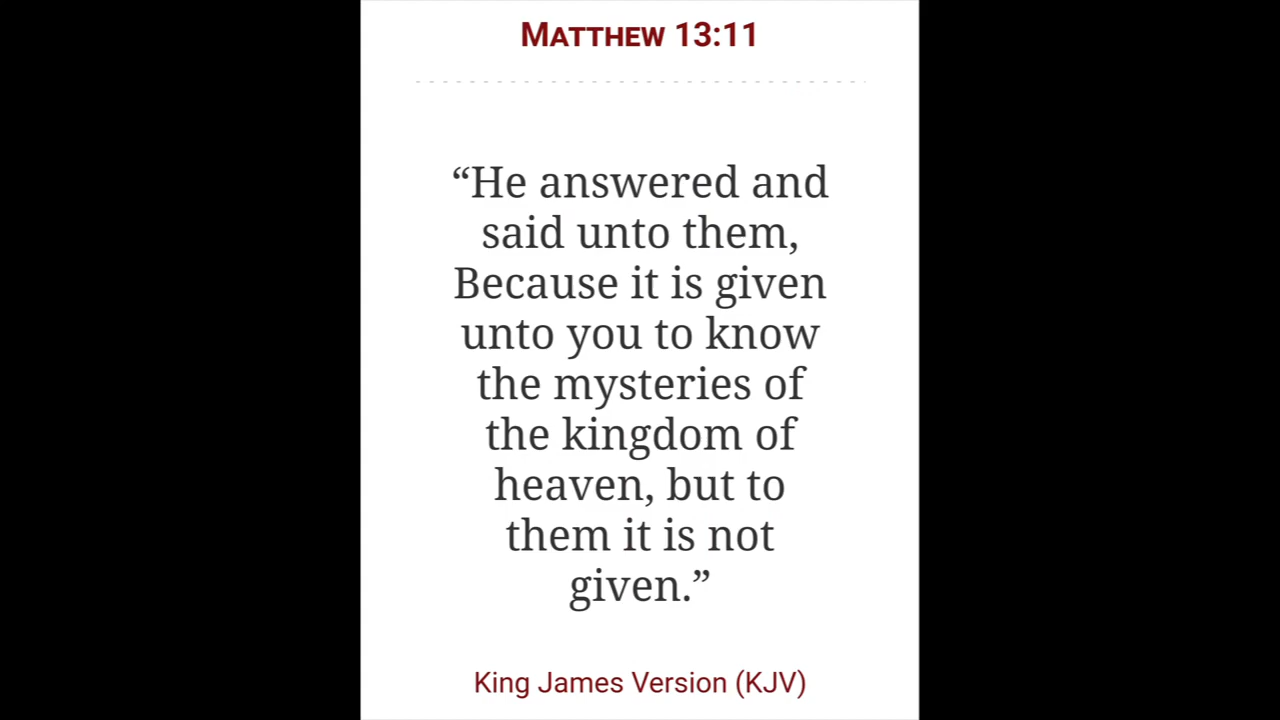 Matthew 13:11
“He answered and
said unto them,
Because it is given
unto you to know
the mysteries of
the kingdom of
heaven, but to
them it is not
given.”
King James Version (KJV)